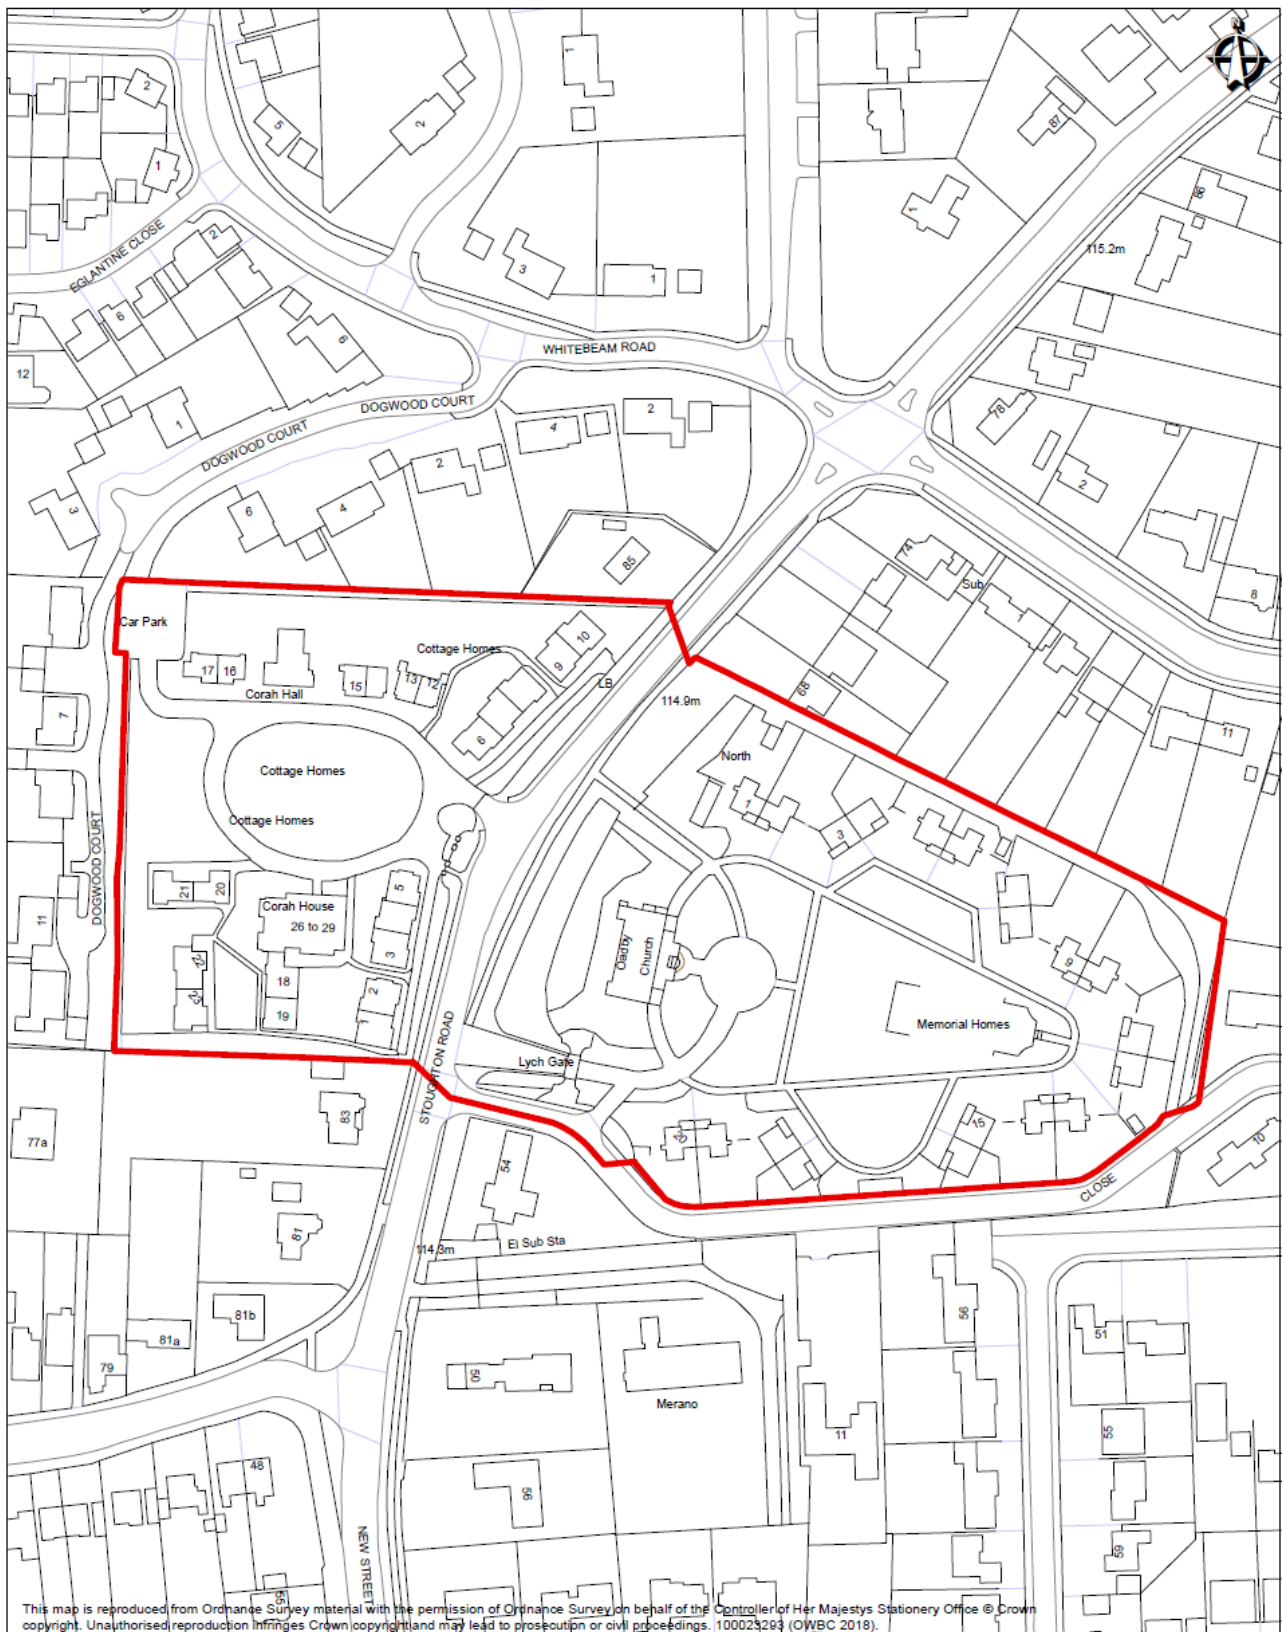 N
1
87
2
5
2
1
86
1
2
115.2m
EGLANTINE CLOSE
3
1
6
6
WHITEBEAM ROAD
12
DOGWOOD COURT
2
78
1
DOGWOOD COURT
4
2
2
3
6
4
74
85
Sub
8
1
Car Park
10
Cottage Homes
17
16
9
13
12
15
LB
68
Corah Hall
114.9m
7
11
6
North
Cottage Homes
1
Cottage Homes
3
DOGWOOD COURT
21
20
5
Corah House
11
26 to 29
Oadby
Church
3
22
9
18
23
2
19
1
Memorial Homes
STOUGHTON ROAD
Lych Gate
83
15
77a
20
10
54
CLOSE
81
El Sub Sta
114.3m
81b
56
81a
51
79
50
Merano
11
55
48
56
59
NEW STREET
55
This map is reproduced from Ordnance Survey material with the permission of Ordnance Survey on behalf of the Controller of Her Majestys Stationery Office © Crown
copyright. Unauthorised reproduction infringes Crown copyright and may lead to prosecution or civil proceedings. 100023293 (OWBC 2018).